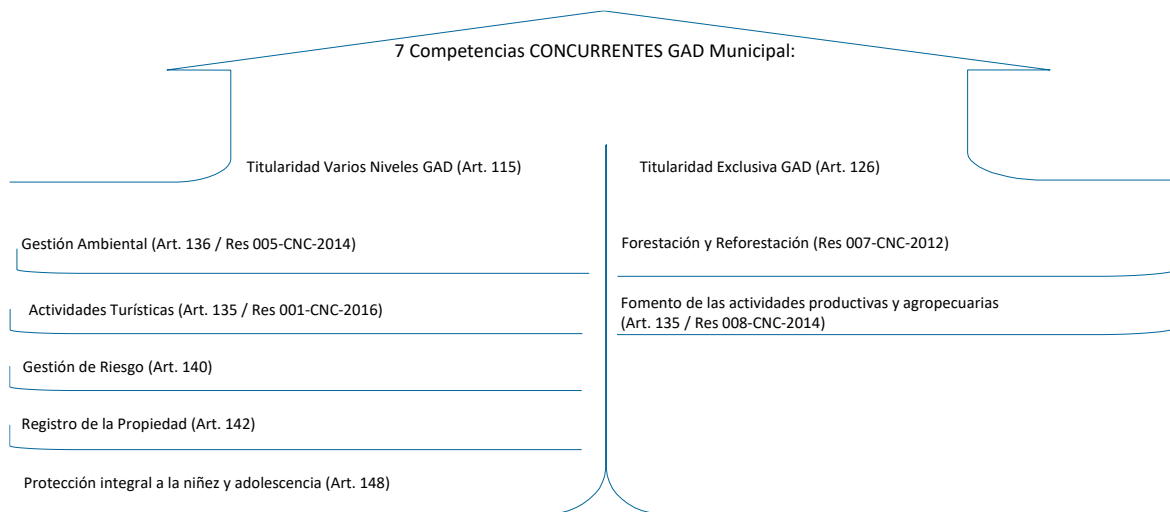 7 Competencias CONCURRENTES GAD Municipal:
Titularidad Varios Niveles GAD (Art. 115)
Gestión Ambiental (Art. 136 / Res 005-CNC-2014)
Actividades Turísticas (Art. 135 / Res 001-CNC-2016)
Gestión de Riesgo (Art. 140)
Registro de la Propiedad (Art. 142)
Protección integral a la niñez y adolescencia (Art. 148)
Titularidad Exclusiva GAD (Art. 126)
Forestación y Reforestación (Res 007-CNC-2012)
Fomento de las actividades productivas y agropecuarias
(Art. 135 / Res 008-CNC-2014)